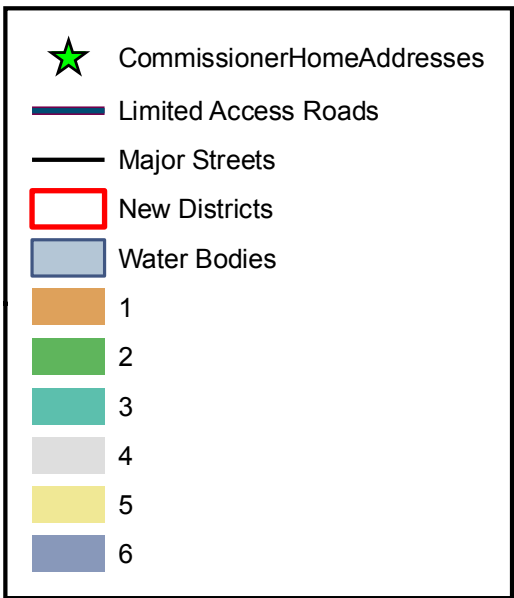 CommissionerHomeAddresses
Limited Access Roads
Major Streets
New Districts
Water Bodies
1
2
3
4
5
6